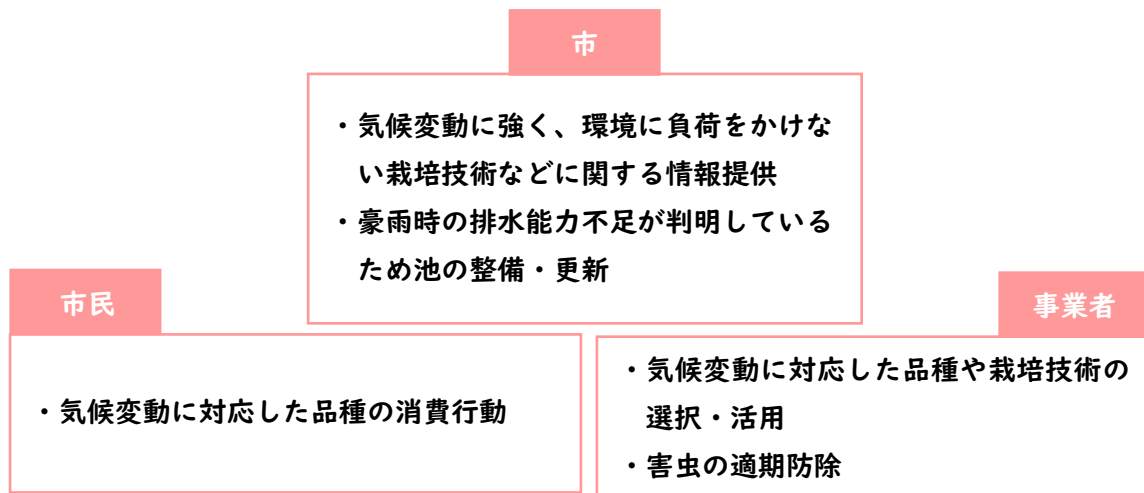 市
・気候変動に強く、環境に負荷をかけな
い栽培技術などに関する情報提供
・豪雨時の排水能力不足が判明している
ため池の整備・更新
市民
・気候変動に対応した品種の消費行動
事業者
・気候変動に対応した品種や栽培技術の
選択・活用
・害虫の適期防除